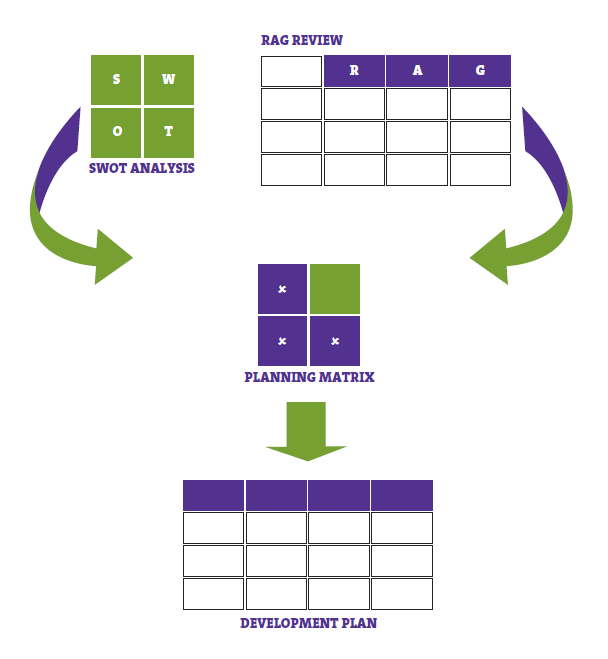 RAG REVIEW
S W
R A G
O T
SWOT ANALYSIS
x
x x
PLANNING MATRIX
DEVELOPMENT PLAN